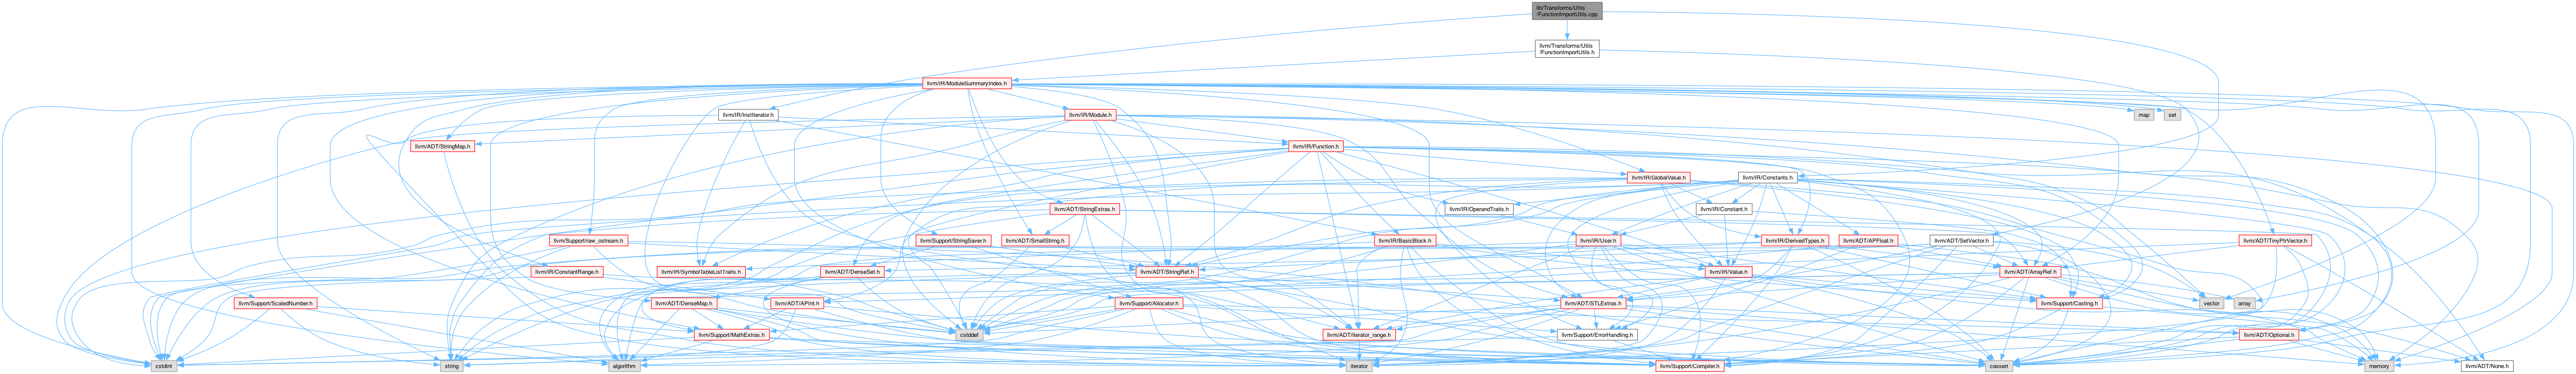 lib/Transforms/Utils
/FunctionImportUtils.cpp
llvm/Transforms/Utils
/FunctionImportUtils.h
llvm/IR/ModuleSummaryIndex.h
llvm/IR/InstIterator.h
llvm/IR/Module.h
map
set
llvm/ADT/StringMap.h
llvm/IR/Function.h
llvm/IR/GlobalValue.h
llvm/IR/Constants.h
llvm/ADT/StringExtras.h
llvm/IR/OperandTraits.h
llvm/IR/Constant.h
llvm/Support/raw_ostream.h
llvm/Support/StringSaver.h
llvm/ADT/SmallString.h
llvm/IR/BasicBlock.h
llvm/IR/User.h
llvm/IR/DerivedTypes.h
llvm/ADT/APFloat.h
llvm/ADT/SetVector.h
llvm/ADT/TinyPtrVector.h
llvm/IR/ConstantRange.h
llvm/IR/SymbolTableListTraits.h
llvm/ADT/DenseSet.h
llvm/ADT/StringRef.h
llvm/IR/Value.h
llvm/ADT/ArrayRef.h
llvm/Support/ScaledNumber.h
llvm/ADT/DenseMap.h
llvm/ADT/APInt.h
llvm/Support/Allocator.h
llvm/ADT/STLExtras.h
llvm/Support/Casting.h
vector
array
llvm/Support/MathExtras.h
cstddef
llvm/ADT/iterator_range.h
llvm/Support/ErrorHandling.h
llvm/ADT/Optional.h
cstdint
string
algorithm
iterator
llvm/Support/Compiler.h
cassert
memory
llvm/ADT/None.h